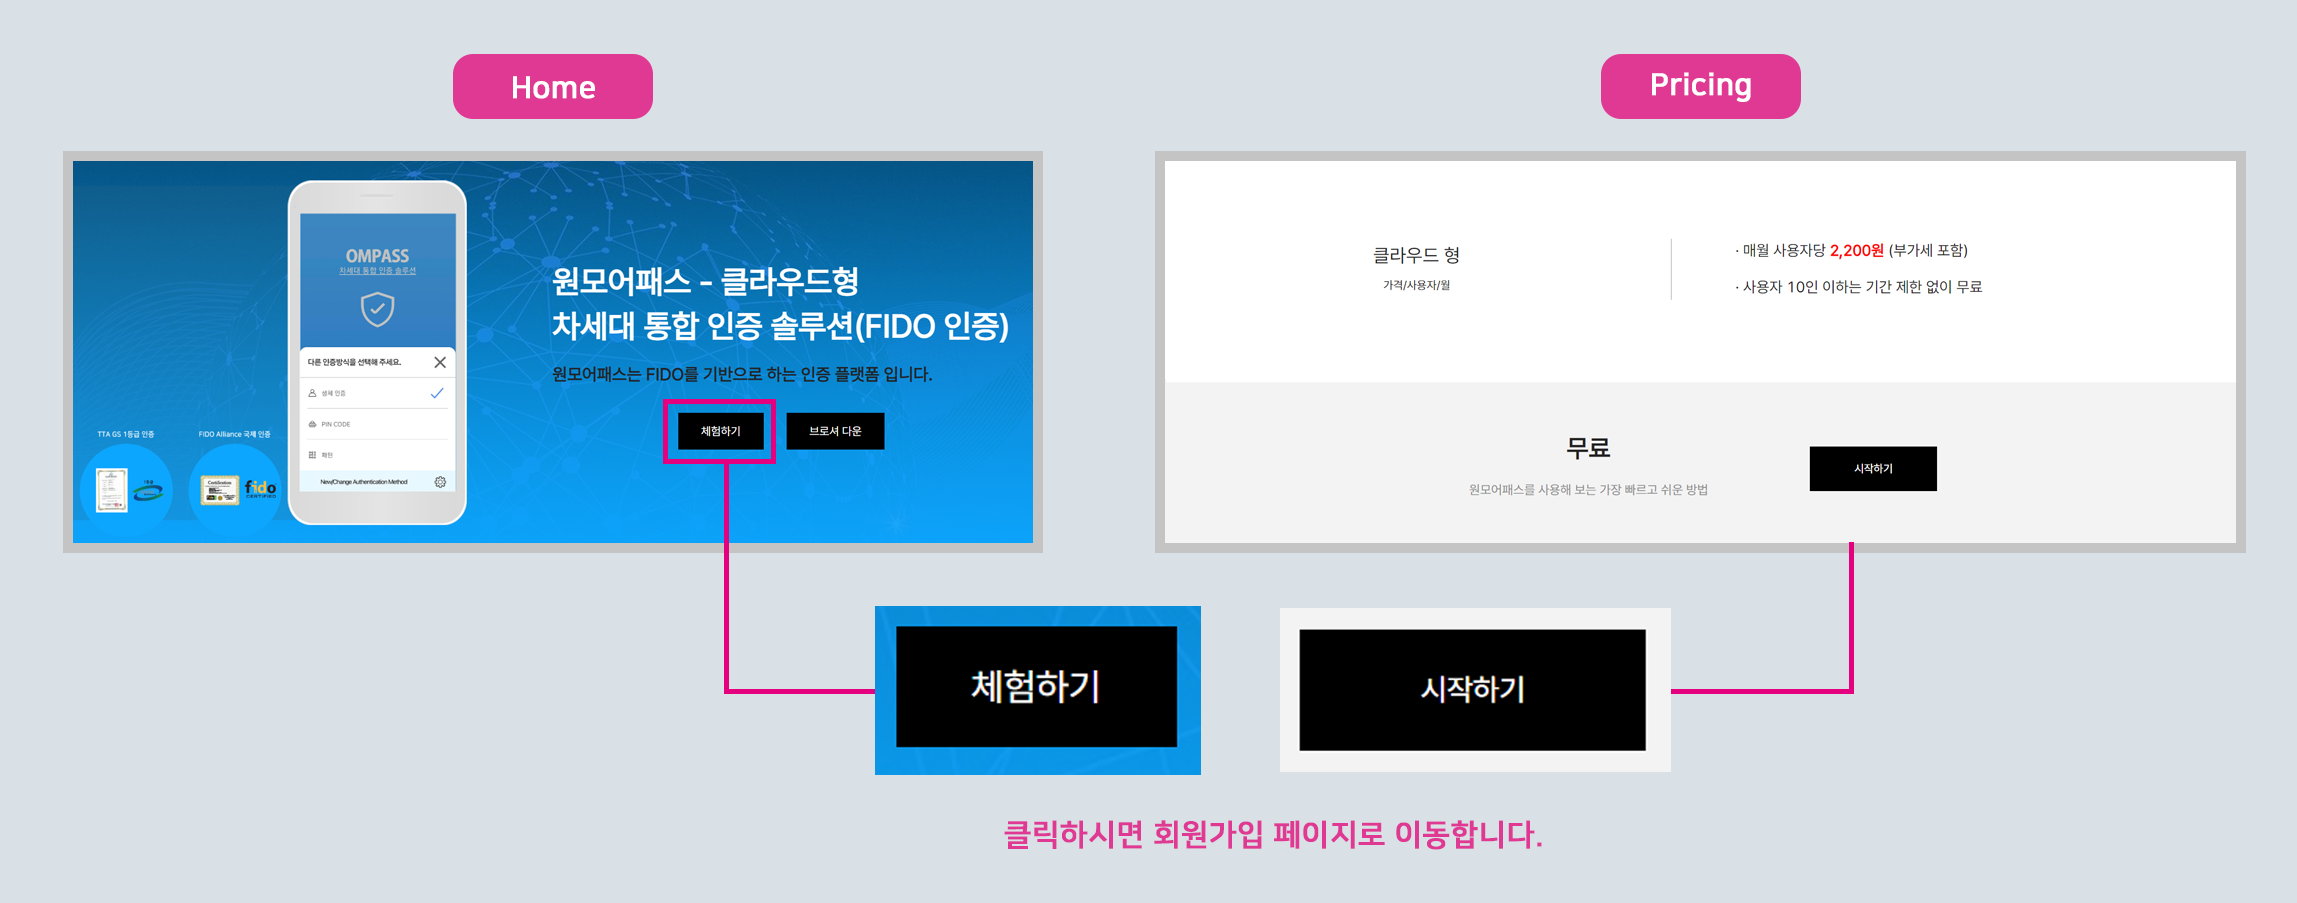 Home
Pricing
OMPASS
차세대 통합 인증 솔루션
다른 인증방식을 선택해 주세요.
생체 인증
PIN CODE
패턴
New/Change Authentication Method
TTA GS 1등급 인증
FIDO Alliance 국제 인증
Certification
fido
CERTIFIED
원모어패스 - 클라우드형
차세대 통합 인증 솔루션(FIDO 인증)
원모어패스는 FIDO를 기반으로 하는 인증 플랫폼 입니다.
체험하기
브로셔 다운
클라우드 형
가격/사용자/월
· 매월 사용자당 2,200원 (부가세 포함)
· 사용자 10인 이하는 기간 제한 없이 무료
무료
원모어패스를 사용해 보는 가장 빠르고 쉬운 방법
시작하기
체험하기
시작하기
클릭하시면 회원가입 페이지로 이동합니다.